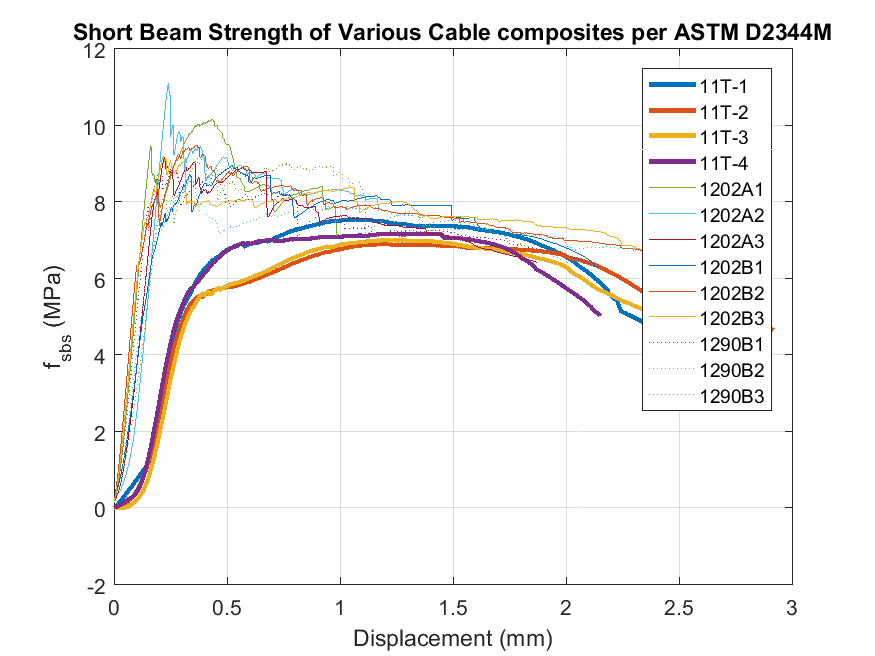 Short Beam Strength of Various Cable composites per ASTM D2344M
12
10
8
6
4
2
0
-2
f_sbs (MPa)
0 0.5 1 1.5 2 2.5 3
Displacement (mm)
11T-1
11T-2
11T-3
11T-4
1202A1
1202A2
1202A3
1202B1
1202B2
1202B3
1290B1
1290B2
1290B3